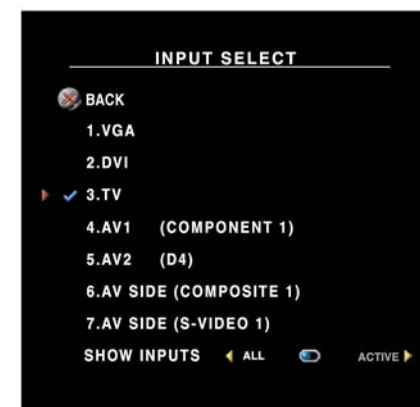 INPUT SELECT
BACK
1.VGA
2.DVI
3.TV
4.AV1 (COMPONENT 1)
5.AV2 (D4)
6.AV SIDE (COMPOSITE 1)
7.AV SIDE (S-VIDEO 1)
SHOW INPUTS ALL ACTIVE